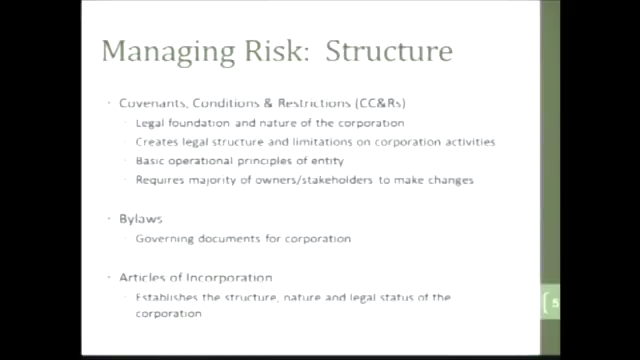 Managing Risk: Structure
Covenants, Conditions & Restrictions (CC&Rs)
Legal foundation and nature of the corporation
Creates legal structure and limitations on corporation activities
Basic operational principles of entity
Requires majority of owners/stakeholders to make changes
Bylaws
Governing documents for corporation
Articles of Incorporation
Establishes the structure, nature and legal status of the
corporation
5